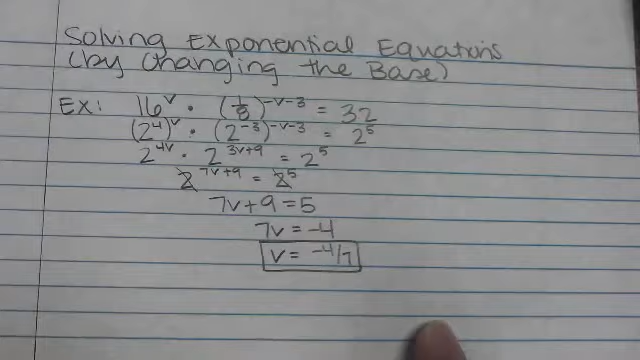 Solving Exponential Equations
(by Changing the Base)
Ex: 16^v · (1/8)^(-v-3) = 32
(2^4)^v · (2^-3)^(-v-3) = 2^5
2^(4v) · 2^(3v+9) = 2^5
2^(7v+9) = 2^5
7v+9 = 5
7v = -4
v = -4/7